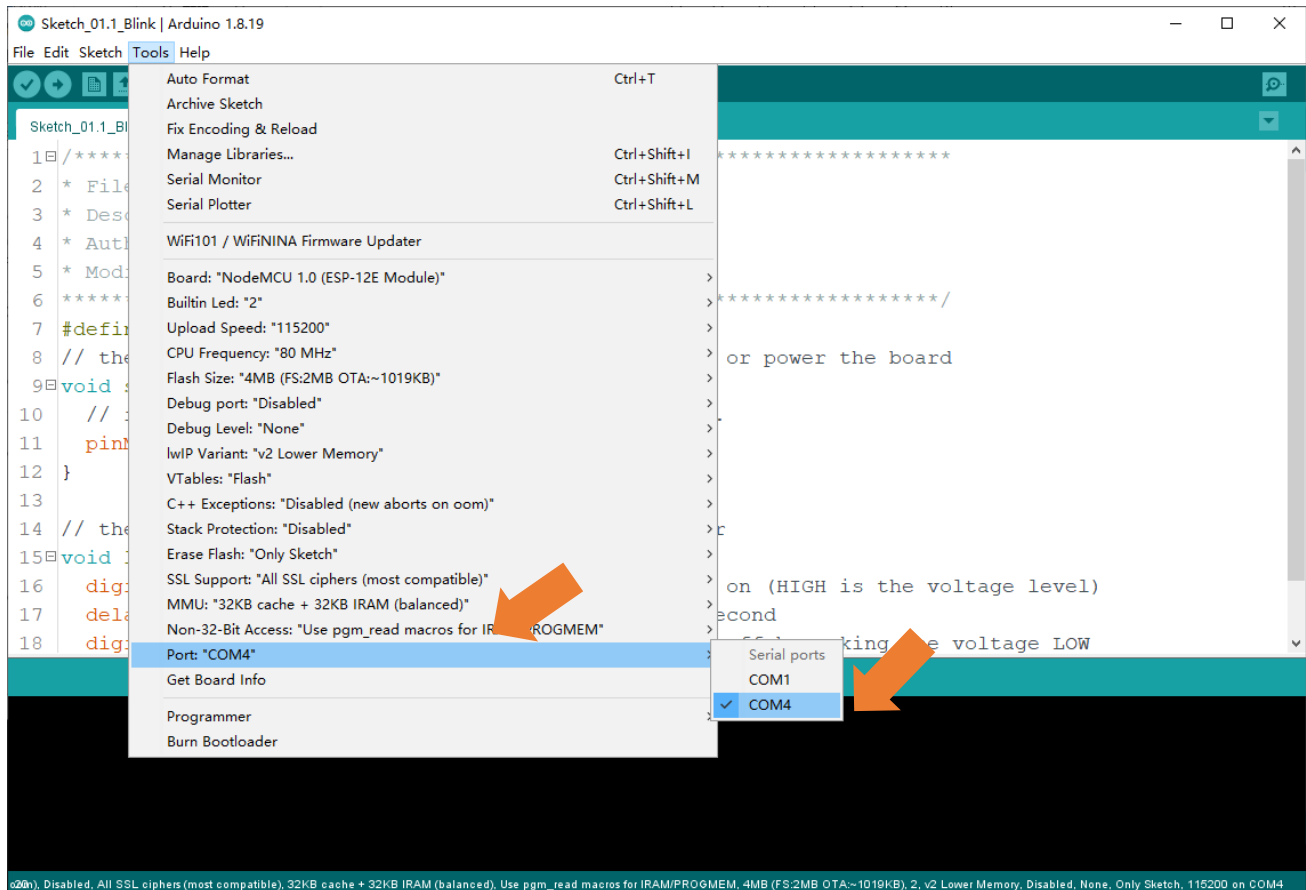 Sketch_01.1_Blink | Arduino 1.8.19
File Edit Sketch Tools Help
Auto Format Ctrl+T
Archive Sketch
Fix Encoding & Reload
Manage Libraries... Ctrl+Shift+I
Serial Monitor Ctrl+Shift+M
Serial Plotter Ctrl+Shift+L
WiFi101 / WiFiNINA Firmware Updater
Board: "NodeMCU 1.0 (ESP-12E Module)"
Builtin Led: "2"
Upload Speed: "115200"
CPU Frequency: "80 MHz"
Flash Size: "4MB (FS:2MB OTA:~1019KB)"
Debug port: "Disabled"
Debug Level: "None"
lwIP Variant: "v2 Lower Memory"
VTables: "Flash"
C++ Exceptions: "Disabled (new aborts on oom)"
Stack Protection: "Disabled"
Erase Flash: "Only Sketch"
SSL Support: "All SSL ciphers (most compatible)"
MMU: "32KB cache + 32KB IRAM (balanced)"
Non-32-Bit Access: "Use pgm_read macros for PROGMEM"
Port: "COM4"
Get Board Info
Programmer
Burn Bootloader
Serial ports
COM1
COM4
Sketch_01.1_Bl
1 /**** *******************
2 * File
3 * Desc
4 * Auth
5 * Mod
6 ***** ******************/
7 #defin
8 // the or power the board
9 void
10 //
11 pinM
12 }
13
14 // the r
15 void
16 digi on (HIGH is the voltage level)
17 dela econd
18 digi voltage LOW
Disabled, All SSL ciphers (most compatible), 32KB cache + 32KB IRAM (balanced), Use pgm_read macros for IRAM/PROGMEM, 4MB (FS:2MB OTA:~1019KB), 2, v2 Lower Memory, Disabled, None, Only Sketch, 115200 on COM4